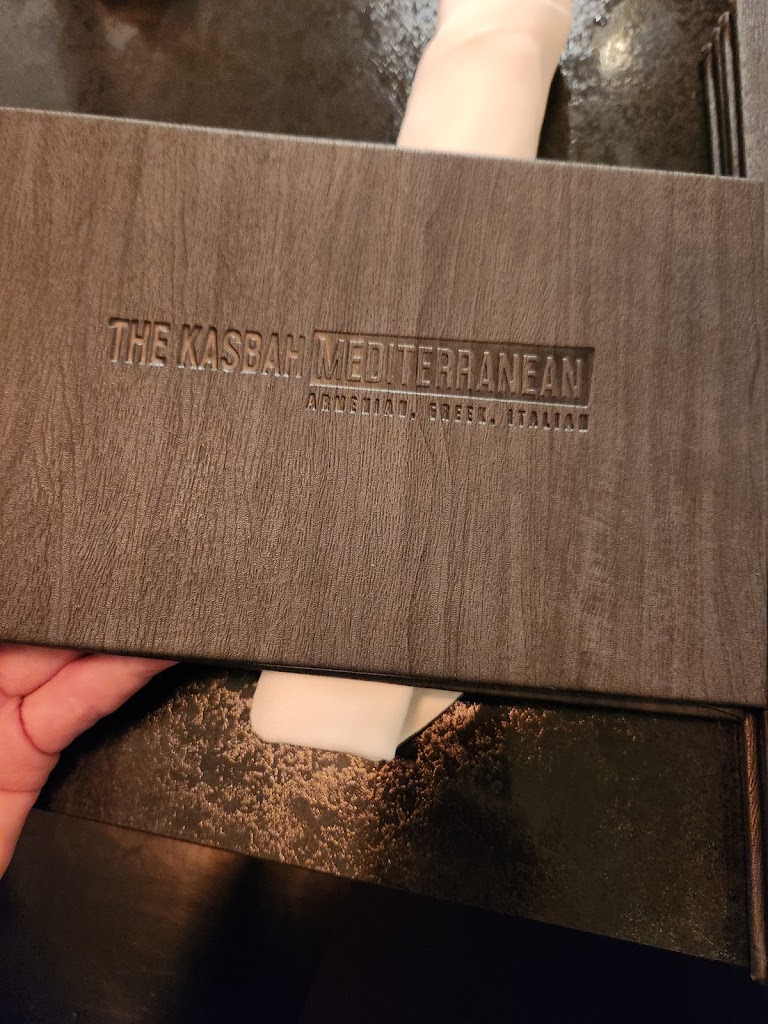 THE KASBAH MEDITERRANEAN
ARMENIAN. GREEK. ITALIAN